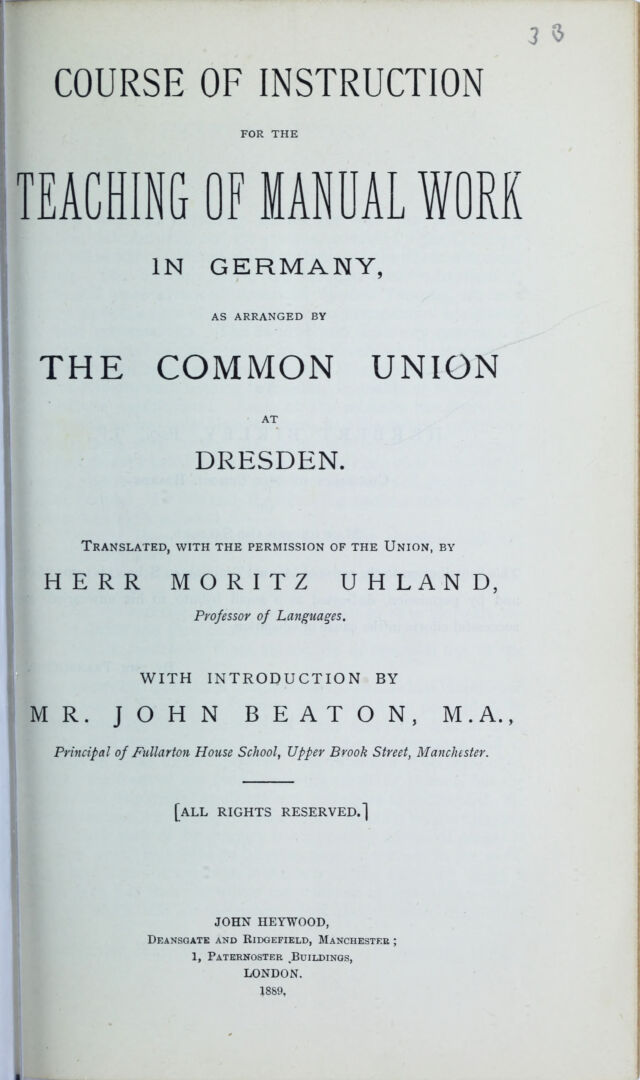 33
COURSE OF INSTRUCTION
FOR THE
TEACHING OF MANUAL WORK
IN GERMANY,
AS ARRANGED BY
THE COMMON UNION
AT
DRESDEN.
TRANSLATED, WITH THE PERMISSION OF THE UNION, BY
HERR MORITZ UHLAND,
Professor of Languages.
WITH INTRODUCTION BY
MR. JOHN BEATON, M.A.,
Principal of Fullarton House School, Upper Brook Street, Manchester.
[ALL RIGHTS RESERVED.]
JOHN HEYWOOD,
DEANSGATE AND RIDGEFIELD, MANCHESTER;
1, PATERNOSTER BUILDINGS,
LONDON.
1889.